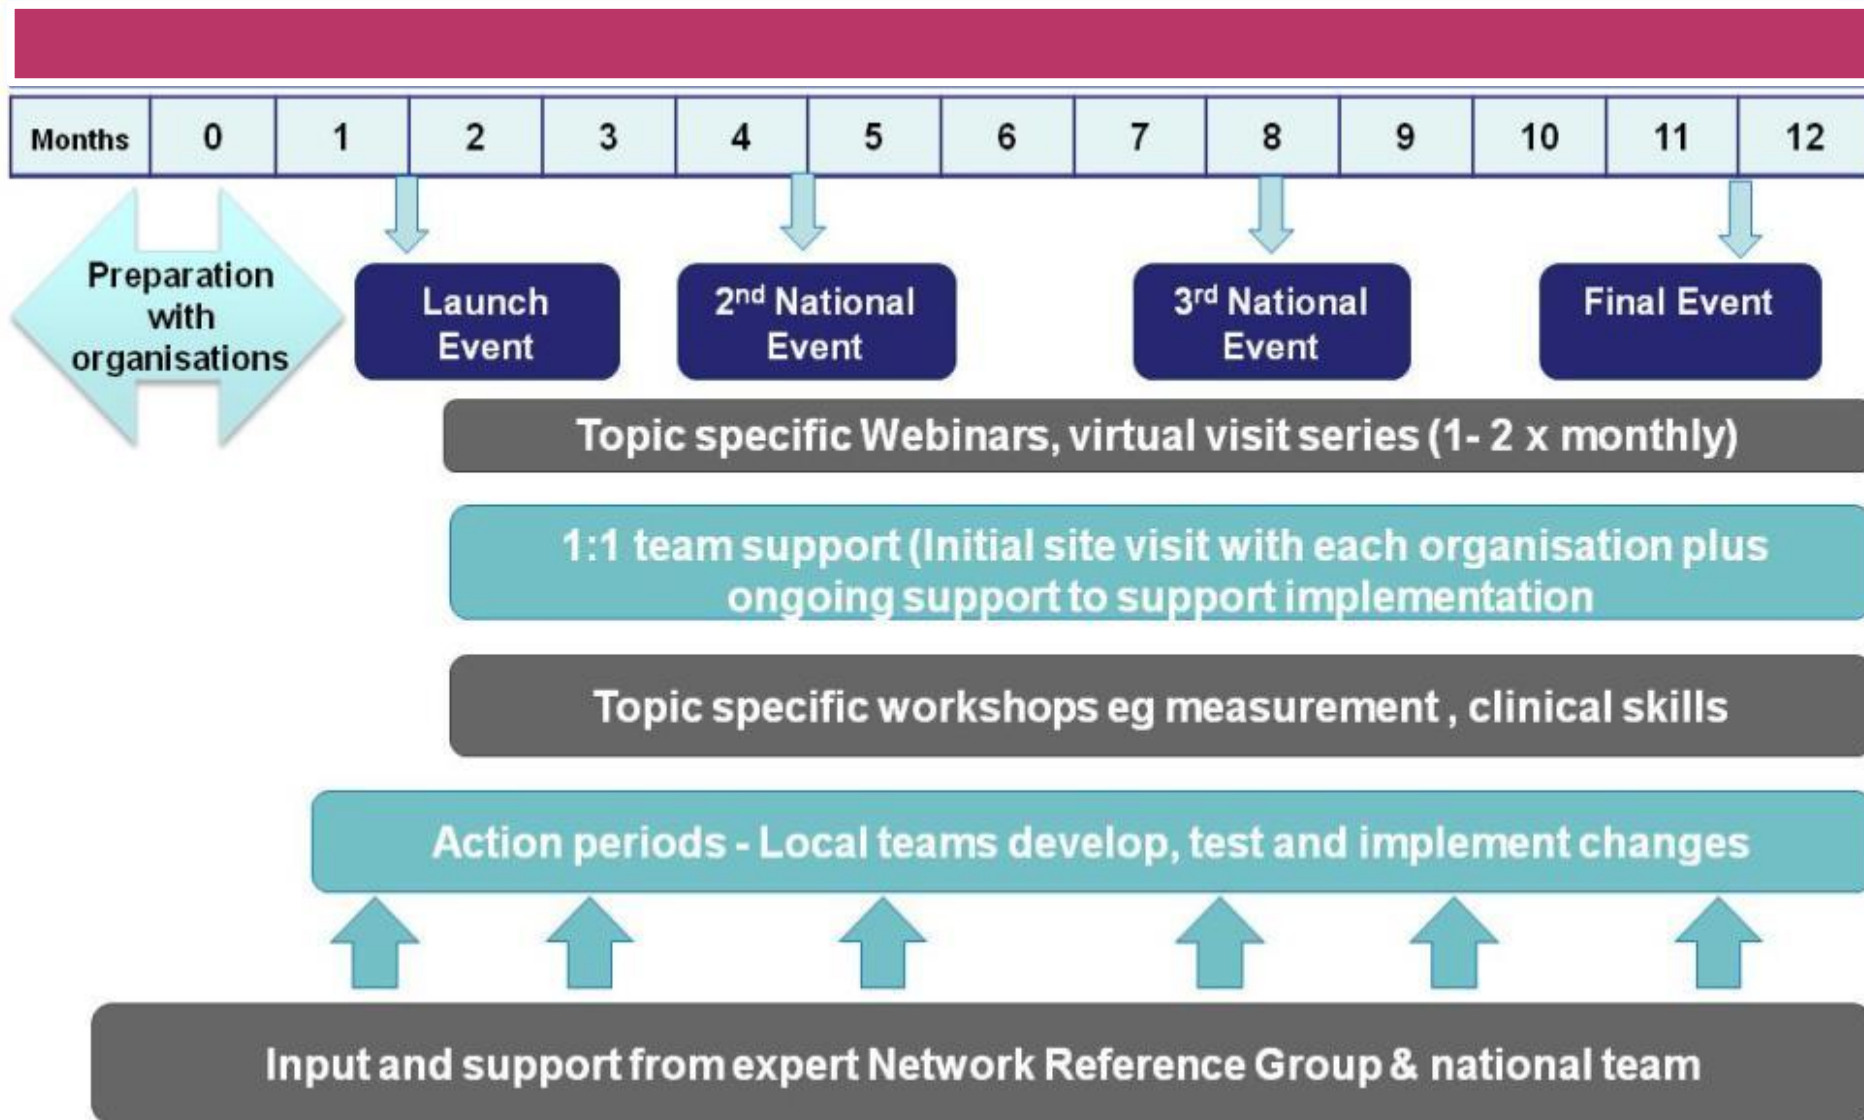 Months 0 1 2 3 4 5 6 7 8 9 10 11 12
Preparation
with
organisations
Launch
Event
2nd National
Event
3rd National
Event
Final Event
Topic specific Webinars, virtual visit series (1- 2 x monthly)
1:1 team support (Initial site visit with each organisation plus
ongoing support to support implementation
Topic specific workshops eg measurement , clinical skills
Action periods - Local teams develop, test and implement changes
Input and support from expert Network Reference Group & national team